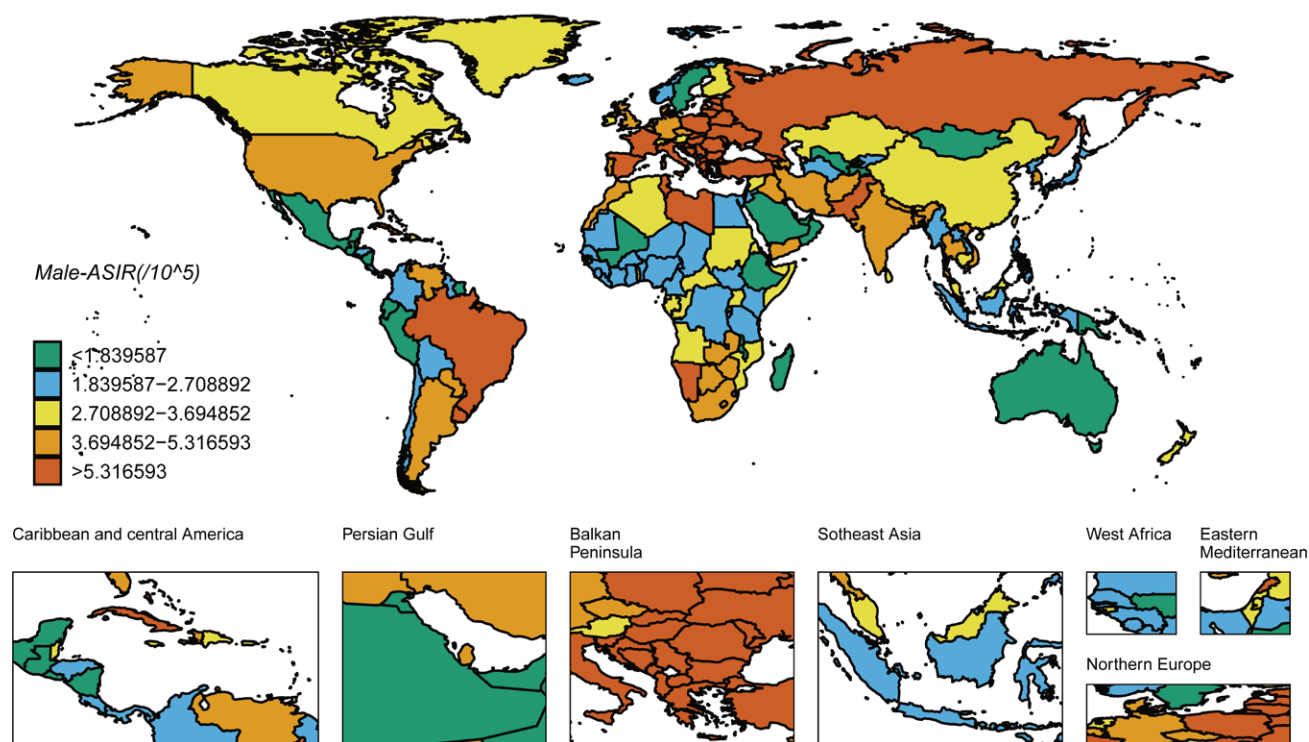 Male-ASIR(/10^5)
<1.839587
1.839587−2.708892
2.708892−3.694852
3.694852−5.316593
>5.316593
Caribbean and central America
Persian Gulf
Balkan
Peninsula
Sotheast Asia
West Africa
Eastern
Mediterranean
Northern Europe